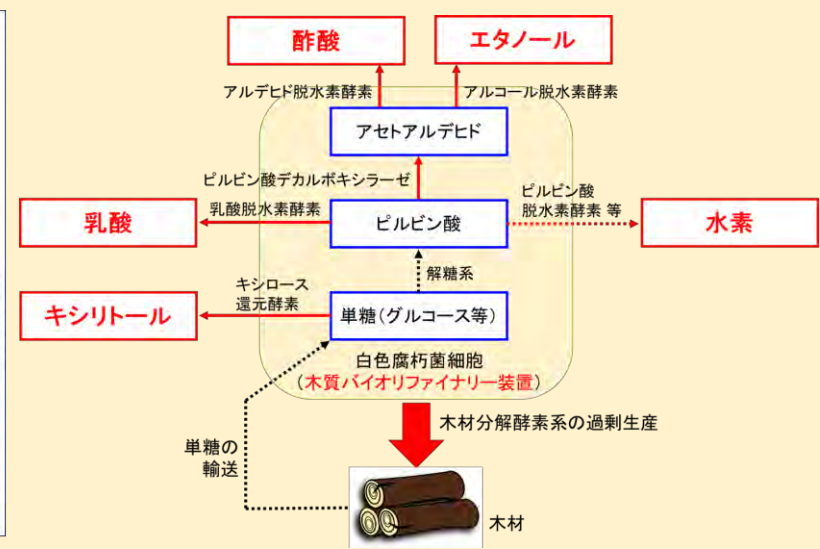 酢酸
エタノール
アルデヒド脱水素酵素
アルコール脱水素酵素
アセトアルデヒド
ピルビン酸デカルボキシラーゼ
ピルビン酸
脱水素酵素 等
乳酸
乳酸脱水素酵素
ピルビン酸
水素
解糖系
キシロース
還元酵素
キシリトール
単糖(グルコース等)
白色腐朽菌細胞
(木質バイオリファイナリー装置)
木材分解酵素系の過剰生産
単糖の
輸送
木材